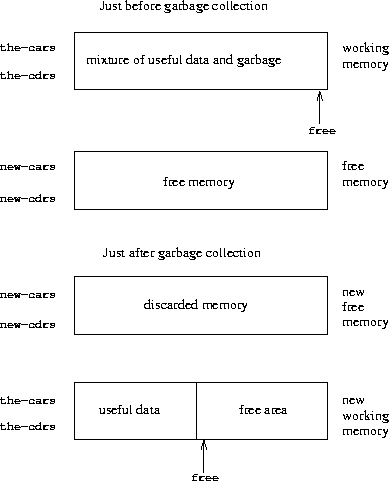 Just before garbage collection
the-cars
the-cdrs
mixture of useful data and garbage
working
memory
free
new-cars
new-cdrs
free memory
free
memory
Just after garbage collection
new-cars
new-cdrs
discarded memory
new
free
memory
the-cars
the-cdrs
useful data
free area
new
working
memory
free